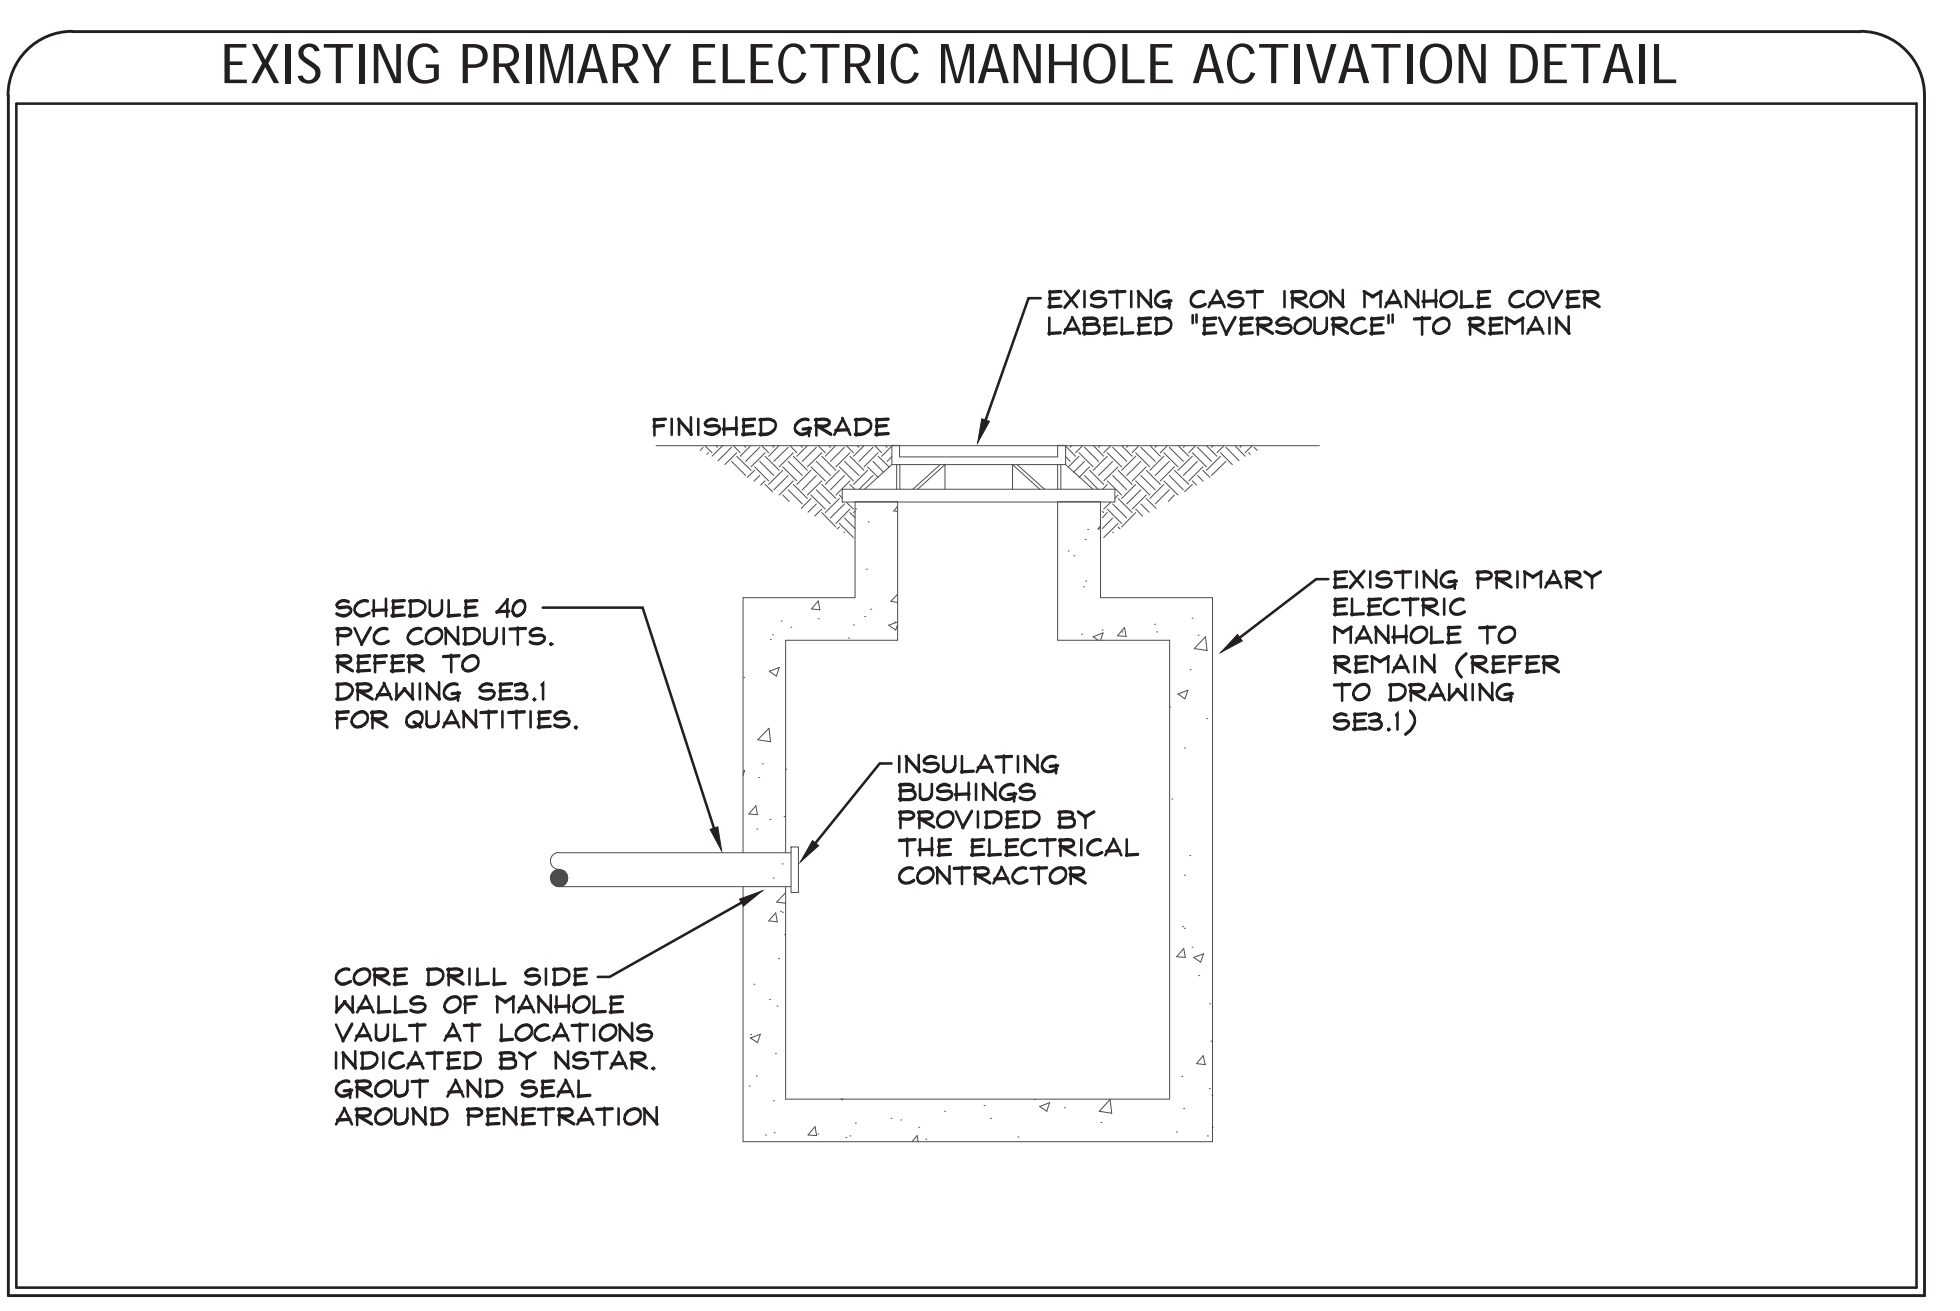 EXISTING PRIMARY ELECTRIC MANHOLE ACTIVATION DETAIL
EXISTING CAST IRON MANHOLE COVER
LABELED "EVERSOURCE" TO REMAIN
FINISHED GRADE
SCHEDULE 40
PVC CONDUITS.
REFER TO
DRAWING SE3.1
FOR QUANTITIES.
EXISTING PRIMARY
ELECTRIC
MANHOLE TO
REMAIN (REFER
TO DRAWING
SE3.1)
INSULATING
BUSHINGS
PROVIDED BY
THE ELECTRICAL
CONTRACTOR
CORE DRILL SIDE
WALLS OF MANHOLE
VAULT AT LOCATIONS
INDICATED BY NSTAR.
GROUT AND SEAL
AROUND PENETRATION